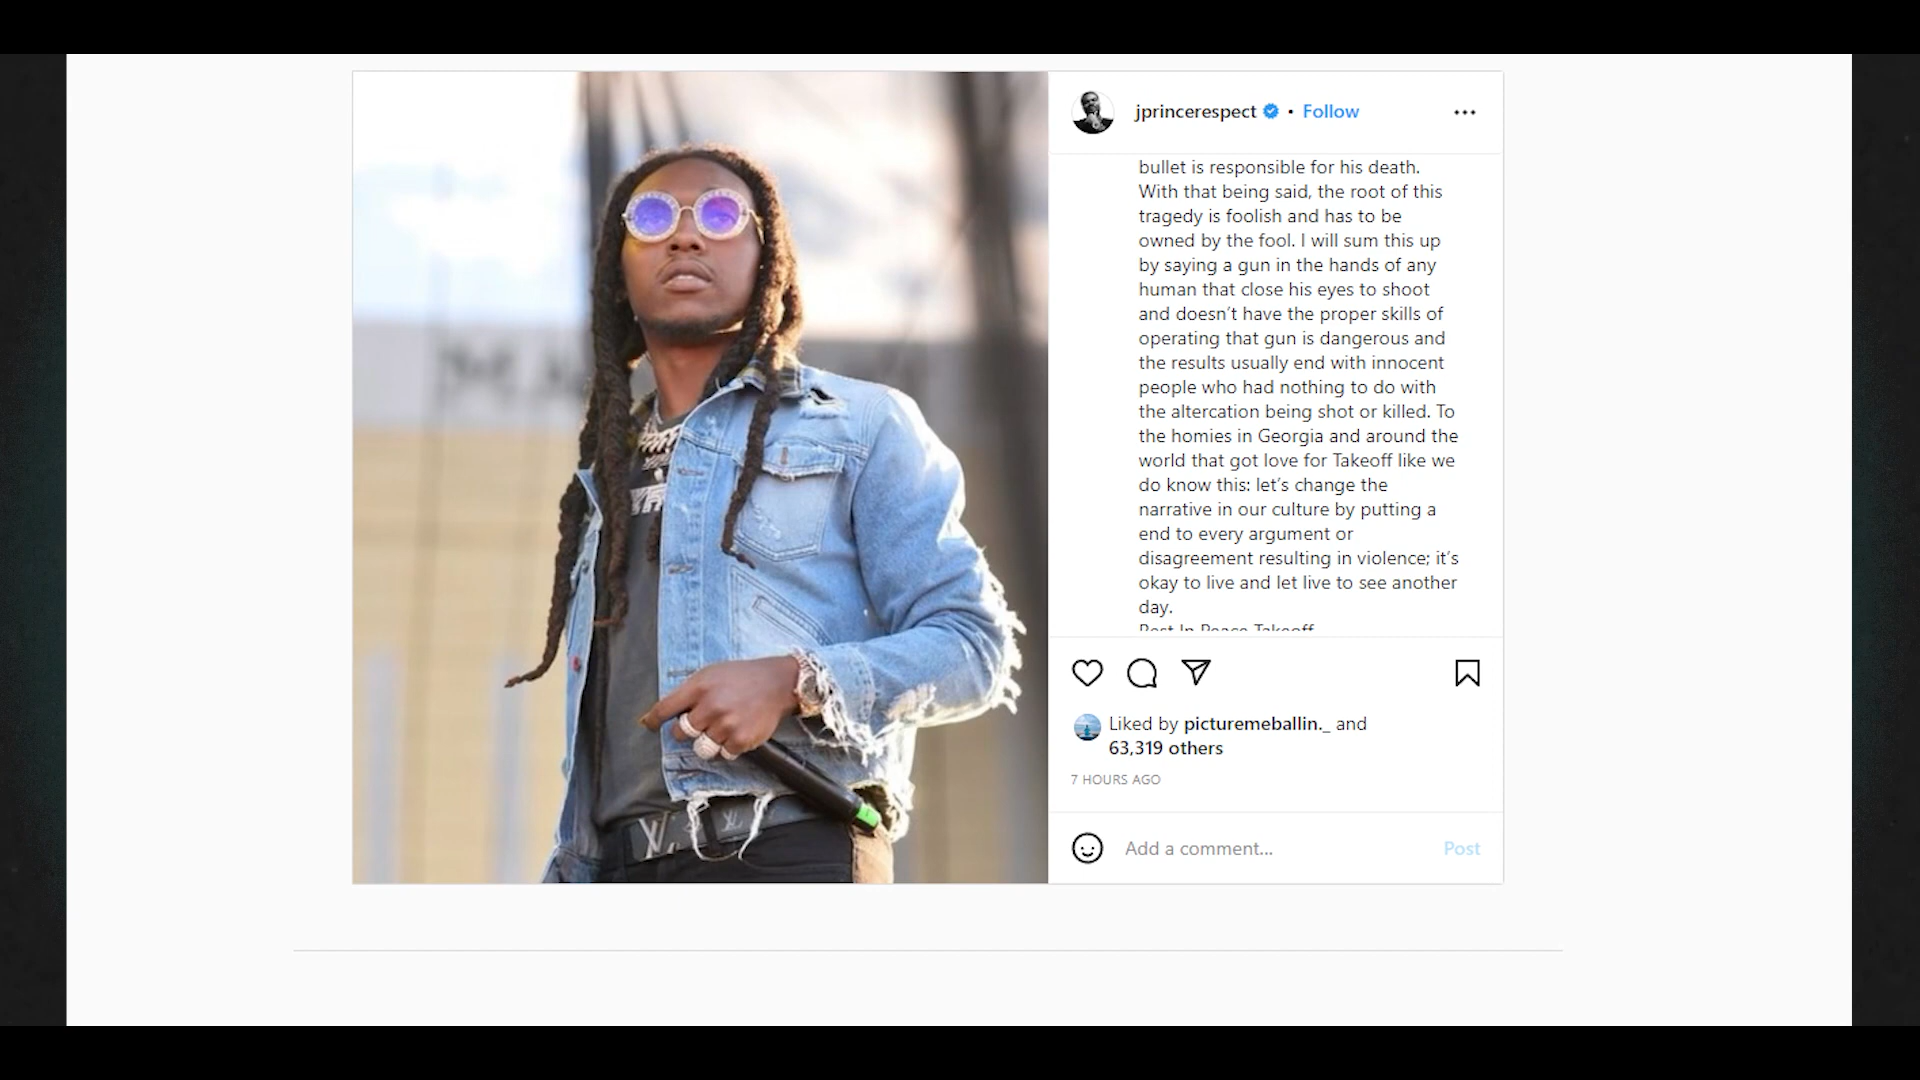 jprincerespect • Follow
bullet is responsible for his death.
With that being said, the root of this
tragedy is foolish and has to be
owned by the fool. I will sum this up
by saying a gun in the hands of any
human that close his eyes to shoot
and doesn't have the proper skills of
operating that gun is dangerous and
the results usually end with innocent
people who had nothing to do with
the altercation being shot or killed. To
the homies in Georgia and around the
world that got love for Takeoff like we
do know this: let's change the
narrative in our culture by putting a
end to every argument or
disagreement resulting in violence; it's
okay to live and let live to see another
day.
Rest In Peace Takeoff
Liked by picturemeballin._ and
63,319 others
7 HOURS AGO
Add a comment... Post